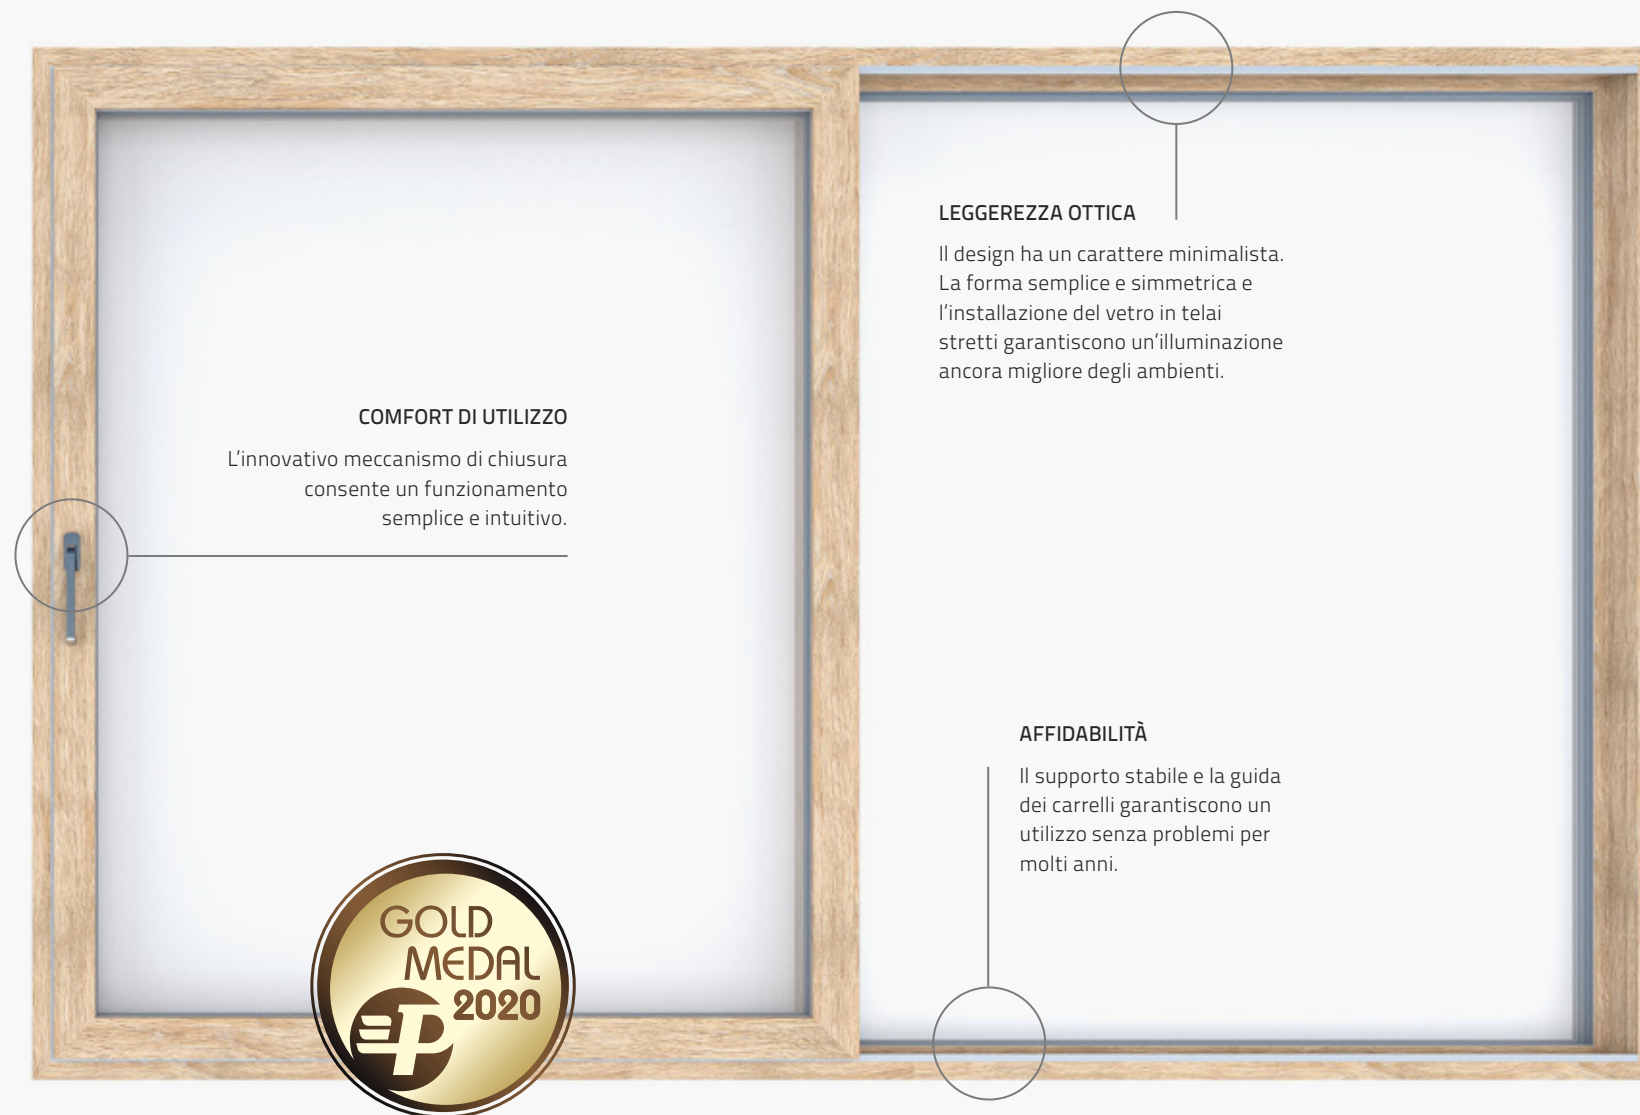 LEGGEREZZA OTTICA
Il design ha un carattere minimalista.
La forma semplice e simmetrica e
l’installazione del vetro in telai
stretti garantiscono un’illuminazione
ancora migliore degli ambienti.
COMFORT DI UTILIZZO
L’innovativo meccanismo di chiusura
consente un funzionamento
semplice e intuitivo.
AFFIDABILITÀ
Il supporto stabile e la guida
dei carrelli garantiscono un
utilizzo senza problemi per
molti anni.
GOLD
MEDAL
2020